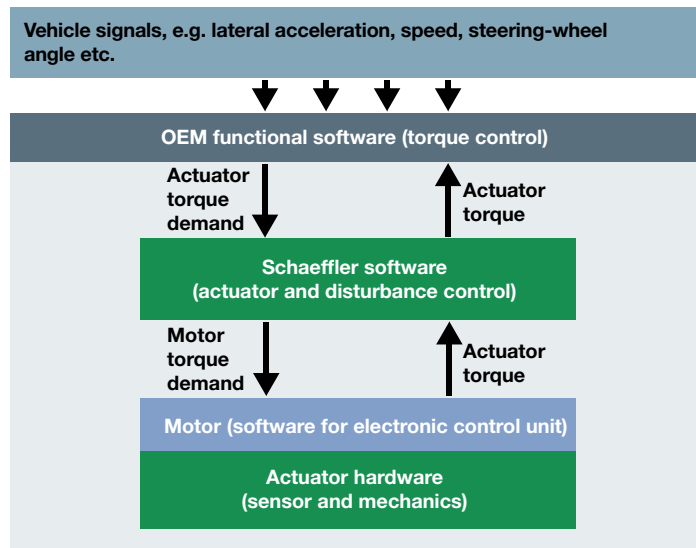 Vehicle signals, e.g. lateral acceleration, speed, steering-wheel
angle etc.
OEM functional software (torque control)
Actuator
torque
demand
Actuator
torque
Schaeffler software
(actuator and disturbance control)
Motor
torque
demand
Actuator
torque
Motor (software for electronic control unit)
Actuator hardware
(sensor and mechanics)